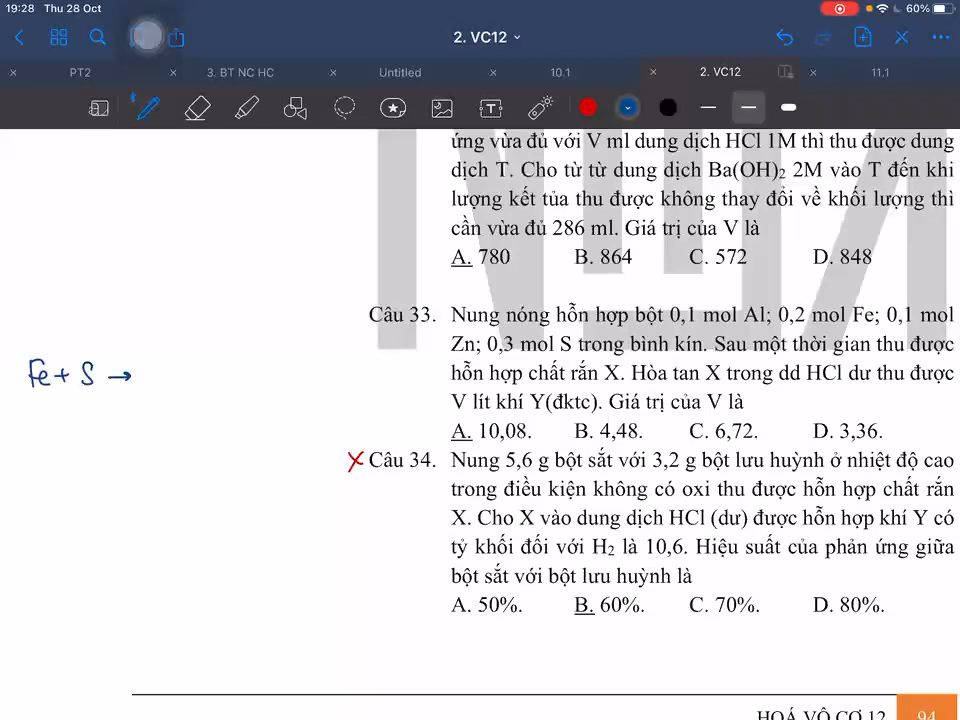 19:28 Thu 28 Oct
60%
2. VC12
PT2
3. BT NC HC
Untitled
10.1
2. VC12
11.1
ứng vừa đủ với V ml dung dịch HCl 1M thì thu được dung
dịch T. Cho từ từ dung dịch Ba(OH)₂ 2M vào T đến khi
lượng kết tủa thu được không thay đổi về khối lượng thì
cần vừa đủ 286 ml. Giá trị của V là
A. 780 B. 864 C. 572 D. 848
Câu 33. Nung nóng hỗn hợp bột 0,1 mol Al; 0,2 mol Fe; 0,1 mol
Zn; 0,3 mol S trong bình kín. Sau một thời gian thu được
hỗn hợp chất rắn X. Hòa tan X trong dd HCl dư thu được
V lít khí Y(đktc). Giá trị của V là
A. 10,08. B. 4,48. C. 6,72. D. 3,36.
Fe + S →
X Câu 34. Nung 5,6 g bột sắt với 3,2 g bột lưu huỳnh ở nhiệt độ cao
trong điều kiện không có oxi thu được hỗn hợp chất rắn
X. Cho X vào dung dịch HCl (dư) được hỗn hợp khí Y có
tỷ khối đối với H₂ là 10,6. Hiệu suất của phản ứng giữa
bột sắt với bột lưu huỳnh là
A. 50%. B. 60%. C. 70%. D. 80%.
HOÁ VÔ CƠ 12 94